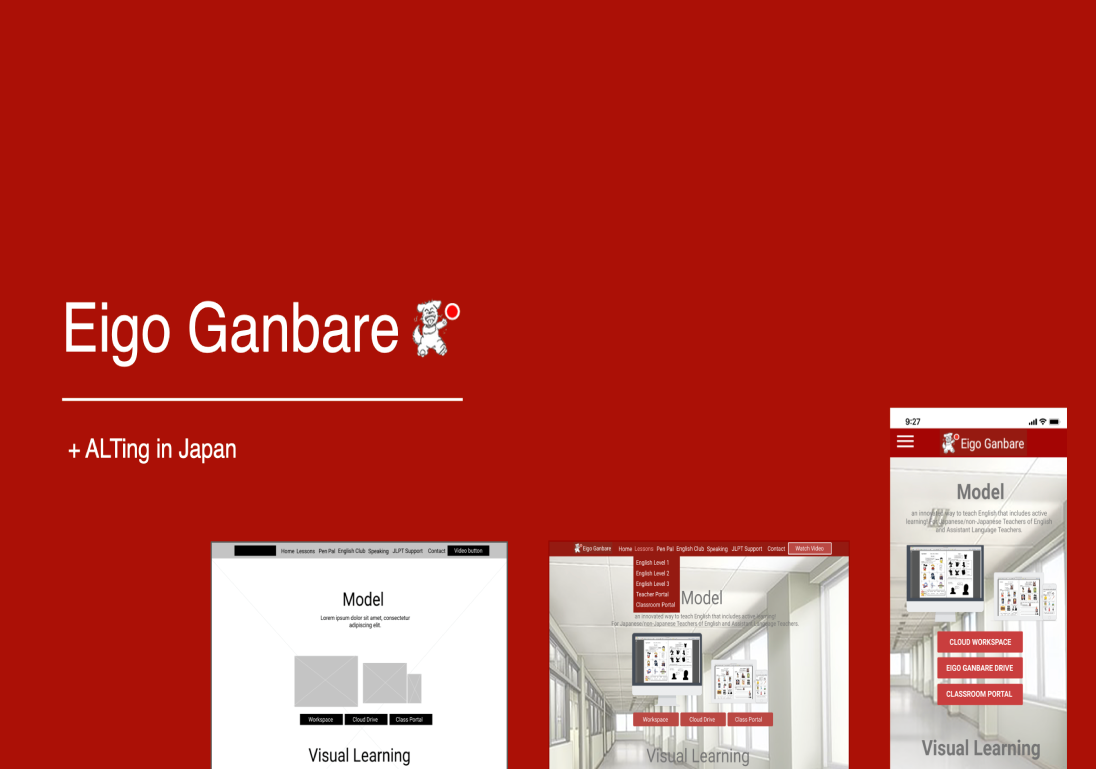 Eigo Ganbare
+ ALTing in Japan
Home Lessons Pen Pal English Club Speaking JLPT Support Contact Video button
Model
Lorem ipsum dolor sit amet, consectetur
adipiscing elit.
Workspace Cloud Drive Class Portal
Visual Learning
Eigo Ganbare Home Lessons Pen Pal English Club Speaking JLPT Support Contact Watch Video
English Level 1
English Level 2
English Level 3
Teacher Portal
Classroom Portal
Model
an innovated way to teach English that includes active learning!
For Japanese/non-Japanese Teachers of English and Assistant Language Teachers.
Workspace Cloud Drive Class Portal
Visual Learning
9:27
Eigo Ganbare
Model
an innovated way to teach English that includes active
learning! For Japanese/non-Japanese Teachers of English
and Assistant Language Teachers.
CLOUD WORKSPACE
EIGO GANBARE DRIVE
CLASSROOM PORTAL
Visual Learning